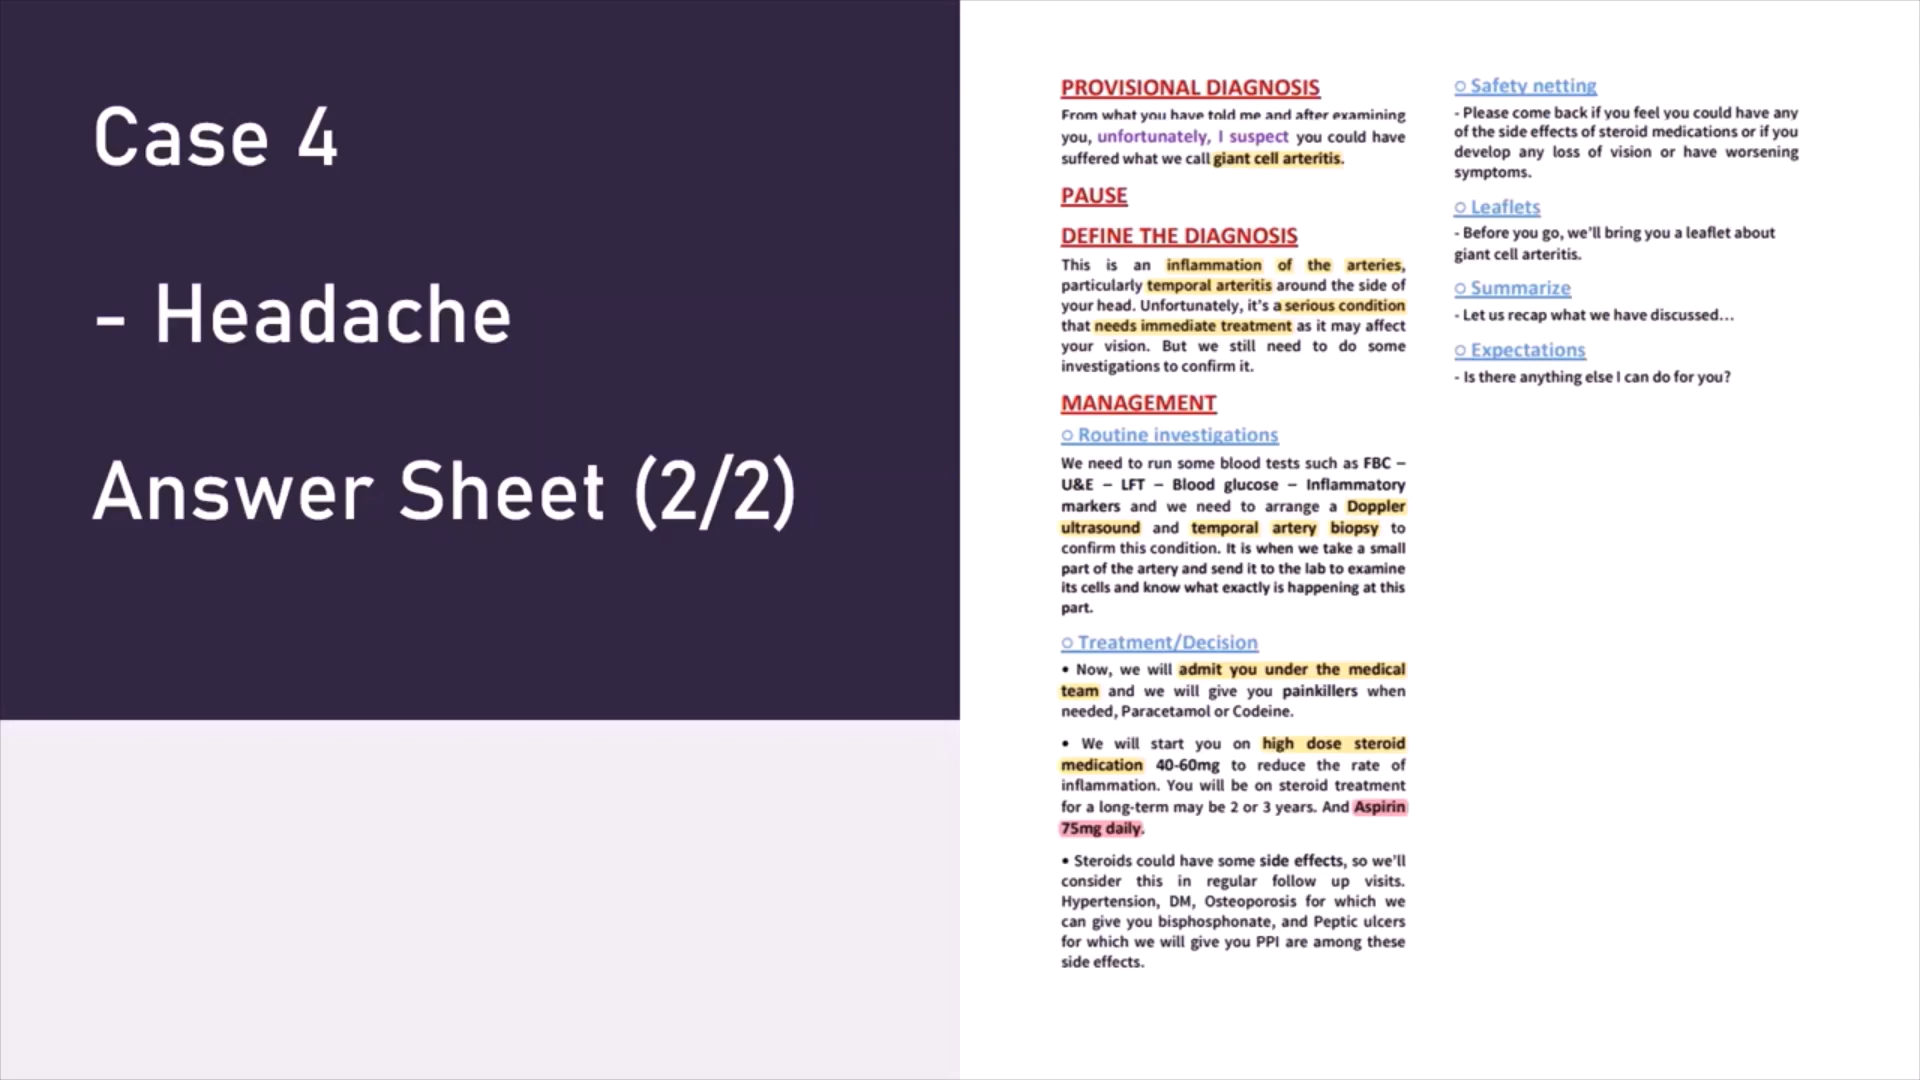 Case 4
- Headache
Answer Sheet (2/2)
PROVISIONAL DIAGNOSIS
From what you have told me and after examining
you, unfortunately, I suspect you could have
suffered what we call giant cell arteritis.
PAUSE
DEFINE THE DIAGNOSIS
This is an inflammation of the arteries,
particularly temporal arteritis around the side of
your head. Unfortunately, it's a serious condition
that needs immediate treatment as it may affect
your vision. But we still need to do some
investigations to confirm it.
MANAGEMENT
○ Routine investigations
We need to run some blood tests such as FBC –
U&E – LFT – Blood glucose – Inflammatory
markers and we need to arrange a Doppler
ultrasound and temporal artery biopsy to
confirm this condition. It is when we take a small
part of the artery and send it to the lab to examine
its cells and know what exactly is happening at this
part.
○ Treatment/Decision
• Now, we will admit you under the medical
team and we will give you painkillers when
needed, Paracetamol or Codeine.
• We will start you on high dose steroid
medication 40-60mg to reduce the rate of
inflammation. You will be on steroid treatment
for a long-term may be 2 or 3 years. And Aspirin
75mg daily.
• Steroids could have some side effects, so we'll
consider this in regular follow up visits.
Hypertension, DM, Osteoporosis for which we
can give you bisphosphonate, and Peptic ulcers
for which we will give you PPI are among these
side effects.
○ Safety netting
- Please come back if you feel you could have any
of the side effects of steroid medications or if you
develop any loss of vision or have worsening
symptoms.
○ Leaflets
- Before you go, we'll bring you a leaflet about
giant cell arteritis.
○ Summarize
- Let us recap what we have discussed...
○ Expectations
- Is there anything else I can do for you?